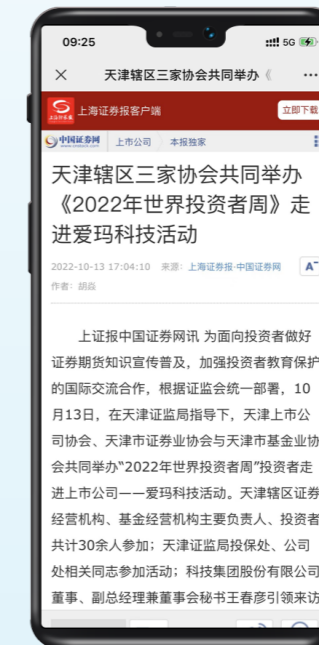 09:25
5G
天津辖区三家协会共同举办《
上海证券报客户端
立即下载
中国证券网 上市公司 本报独家
天津辖区三家协会共同举办
《2022年世界投资者周》走
进爱玛科技活动
2022-10-13 17:04:10 来源：上海证券报·中国证券网 A-
作者：胡焱
上证报中国证券网讯 为面向投资者做好
证券期货知识宣传普及，加强投资者教育保护
的国际交流合作，根据证监会统一部署，10
月13日，在天津证监局指导下，天津上市公
司协会、天津市证券业协会与天津市基金业协
会共同举办“2022年世界投资者周”投资者走
进上市公司——爱玛科技活动。天津辖区证券
经营机构、基金经营机构主要负责人、投资者
共计30余人参加；天津证监局投保处、公司
处相关同志参加活动；科技集团股份有限公司
董事、副总经理兼董事会秘书王春彦引领来访